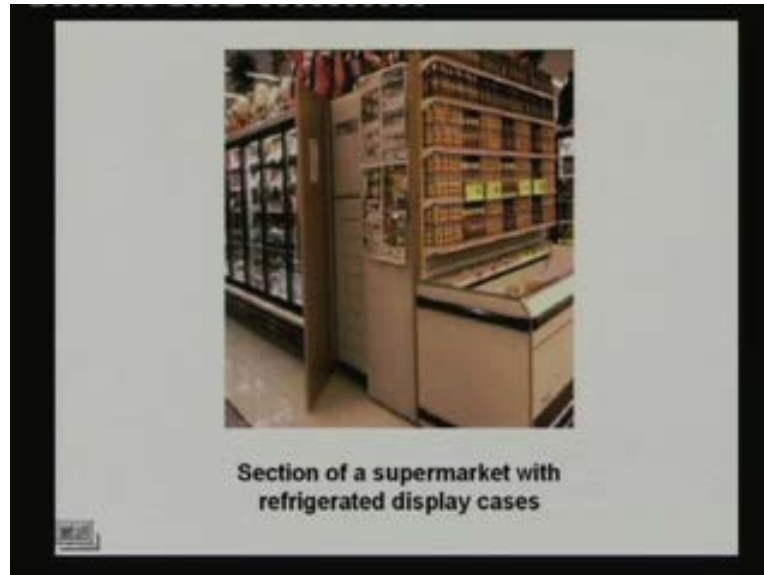 Section of a supermarket with
refrigerated display cases